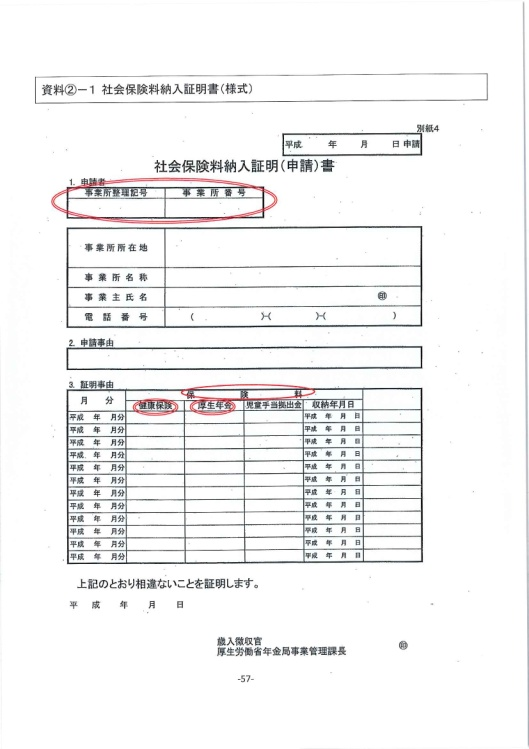 資料②－1 社会保険料納入証明書（様式）
別紙4
平成 年 月 日 申請
社会保険料納入証明（申請）書
1. 申請者
事業所整理記号 事業所番号
事業所所在地
事業所名称
事業主氏名 ㊞
電話番号 （ ）-（ ）-（ ）
2. 申請事由
3. 証明事由
月 分 保 険 料
健康保険 厚生年金 児童手当拠出金 収納年月日
平成 年 月分 平成 年 月 日
平成 年 月分 平成 年 月 日
平成 年 月分 平成 年 月 日
平成 年 月分 平成 年 月 日
平成 年 月分 平成 年 月 日
平成 年 月分 平成 年 月 日
平成 年 月分 平成 年 月 日
平成 年 月分 平成 年 月 日
平成 年 月分 平成 年 月 日
平成 年 月分 平成 年 月 日
平成 年 月分 平成 年 月 日
平成 年 月分 平成 年 月 日
上記のとおり相違ないことを証明します。
平 成 年 月 日
歳入徴収官
厚生労働省年金局事業管理課長 ㊞
-57-